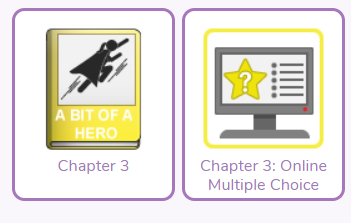 A BIT OF A
HERO
Chapter 3
?
Chapter 3: Online
Multiple Choice